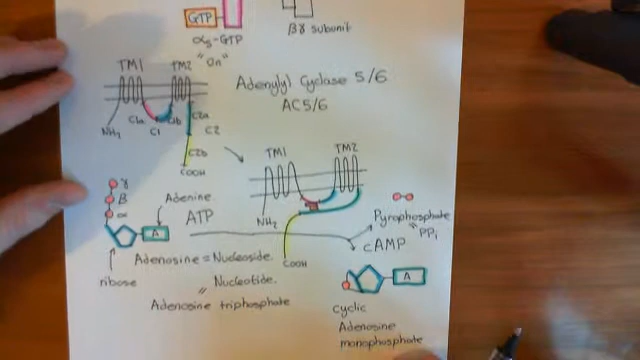 GTP
αs-GTP
"On"
βγ subunit
TM1
TM2
Adenylyl Cyclase 5/6
AC5/6
C1a
C1b
C1
C2a
C2
NH2
C2b
COOH
TM1
TM2
NH2
COOH
γ
β
α
Adenine
A
ATP
ribose
Adenosine = Nucleoside.
Nucleotide.
"
Adenosine triphosphate
Pyrophosphate
"
PPi
cAMP
A
cyclic
Adenosine
monophosphate